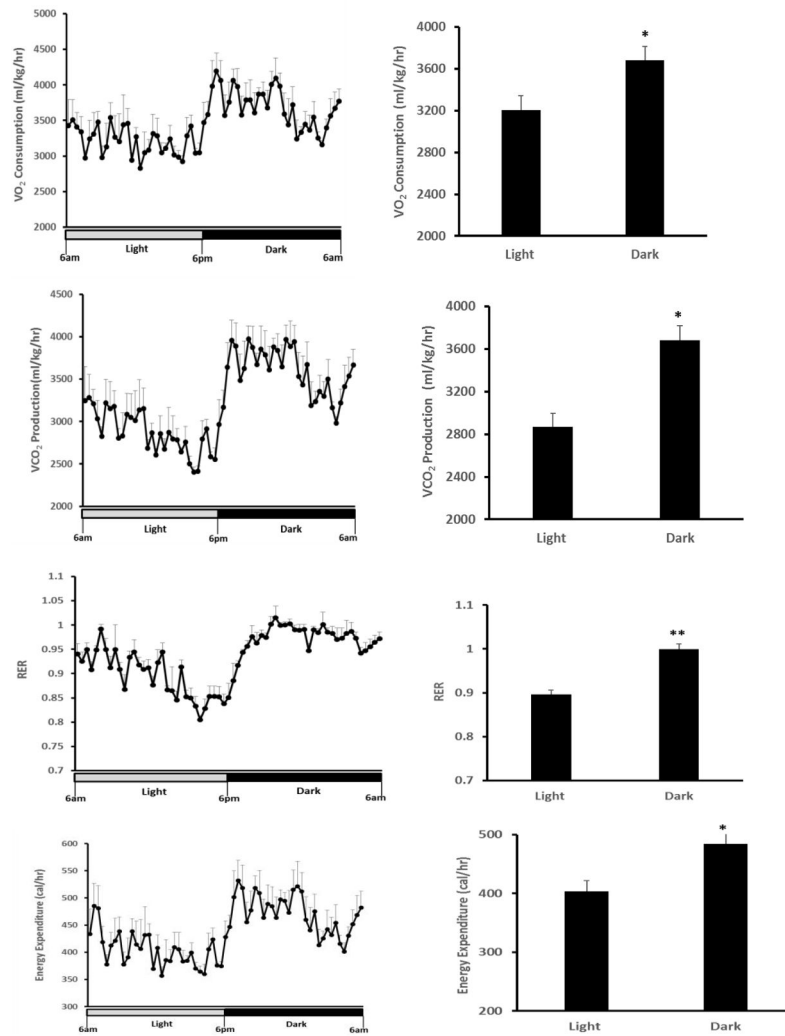 VO₂ Consumption (ml/kg/hr)
5000
4500
4000
3500
3000
2500
2000
Light
Dark
6am
6pm
6am
VO₂ Consumption (ml/kg/hr)
4000
3600
3200
2800
2400
2000
*
Light
Dark
VCO₂ Production(ml/kg/hr)
4500
4000
3500
3000
2500
2000
Light
Dark
6am
6pm
6am
VCO₂ Production (ml/kg/hr)
4000
3600
3200
2800
2400
2000
*
Light
Dark
RER
1.1
1.05
1
0.95
0.9
0.85
0.8
0.75
0.7
Light
Dark
6am
6pm
6am
RER
1.1
1
0.9
0.8
0.7
**
Light
Dark
Energy Expenditure (cal/hr)
600
550
500
450
400
350
300
Light
Dark
6am
6pm
6am
Energy Expenditure (cal/hr)
500
400
300
200
*
Light
Dark